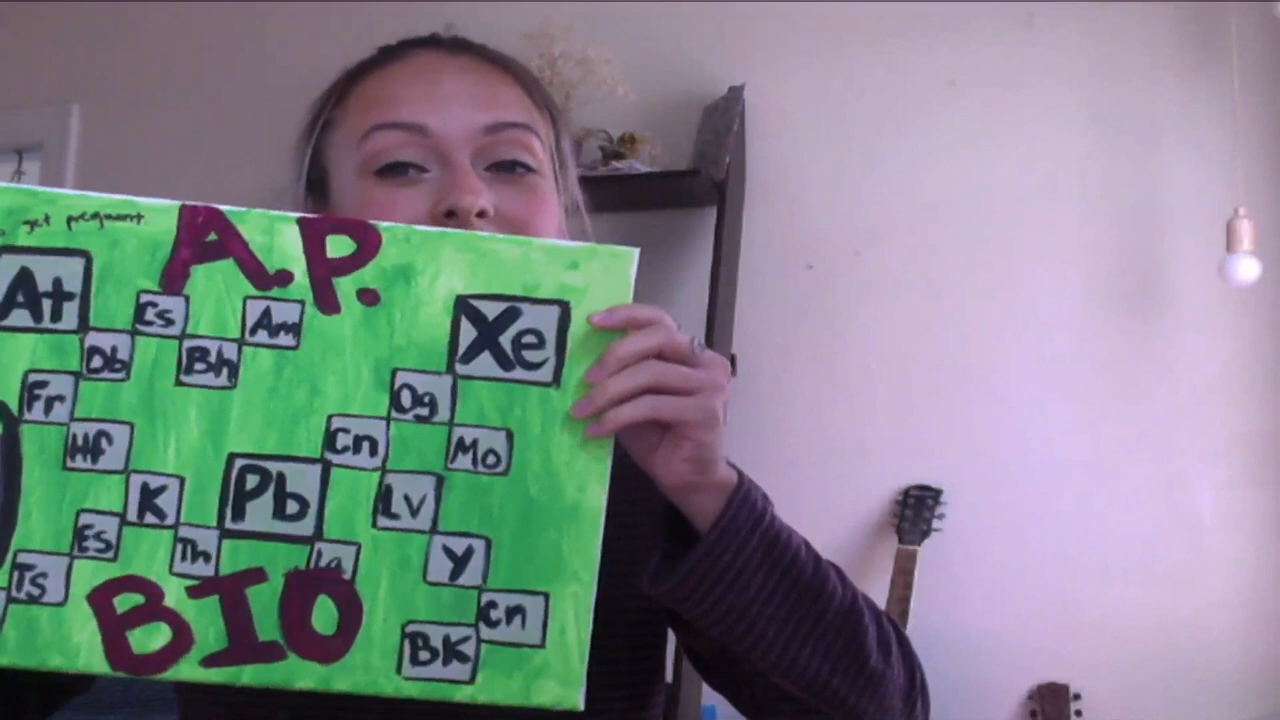 get pregnant.
A.P.
At
Cs
Am
Xe
Db
Bh
Fr
Og
Hf
Cn
Mo
K
Pb
Lv
Es
Th
La
Y
Ts
BIO
Cn
BK